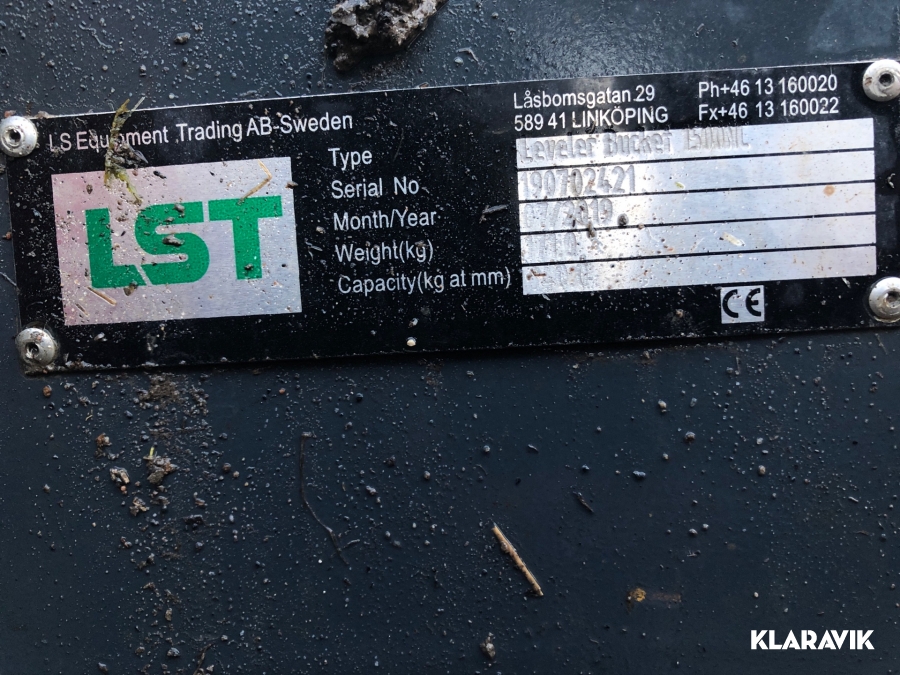 LS Equipment Trading AB-Sweden
Låsbomsgatan 29
589 41 LINKÖPING
Ph+46 13 160020
Fx+46 13 160022
LST
Type Leveler Bucket
Serial No 190702421
Month/Year
Weight(kg)
Capacity(kg at mm)
CE
KLARAVIK